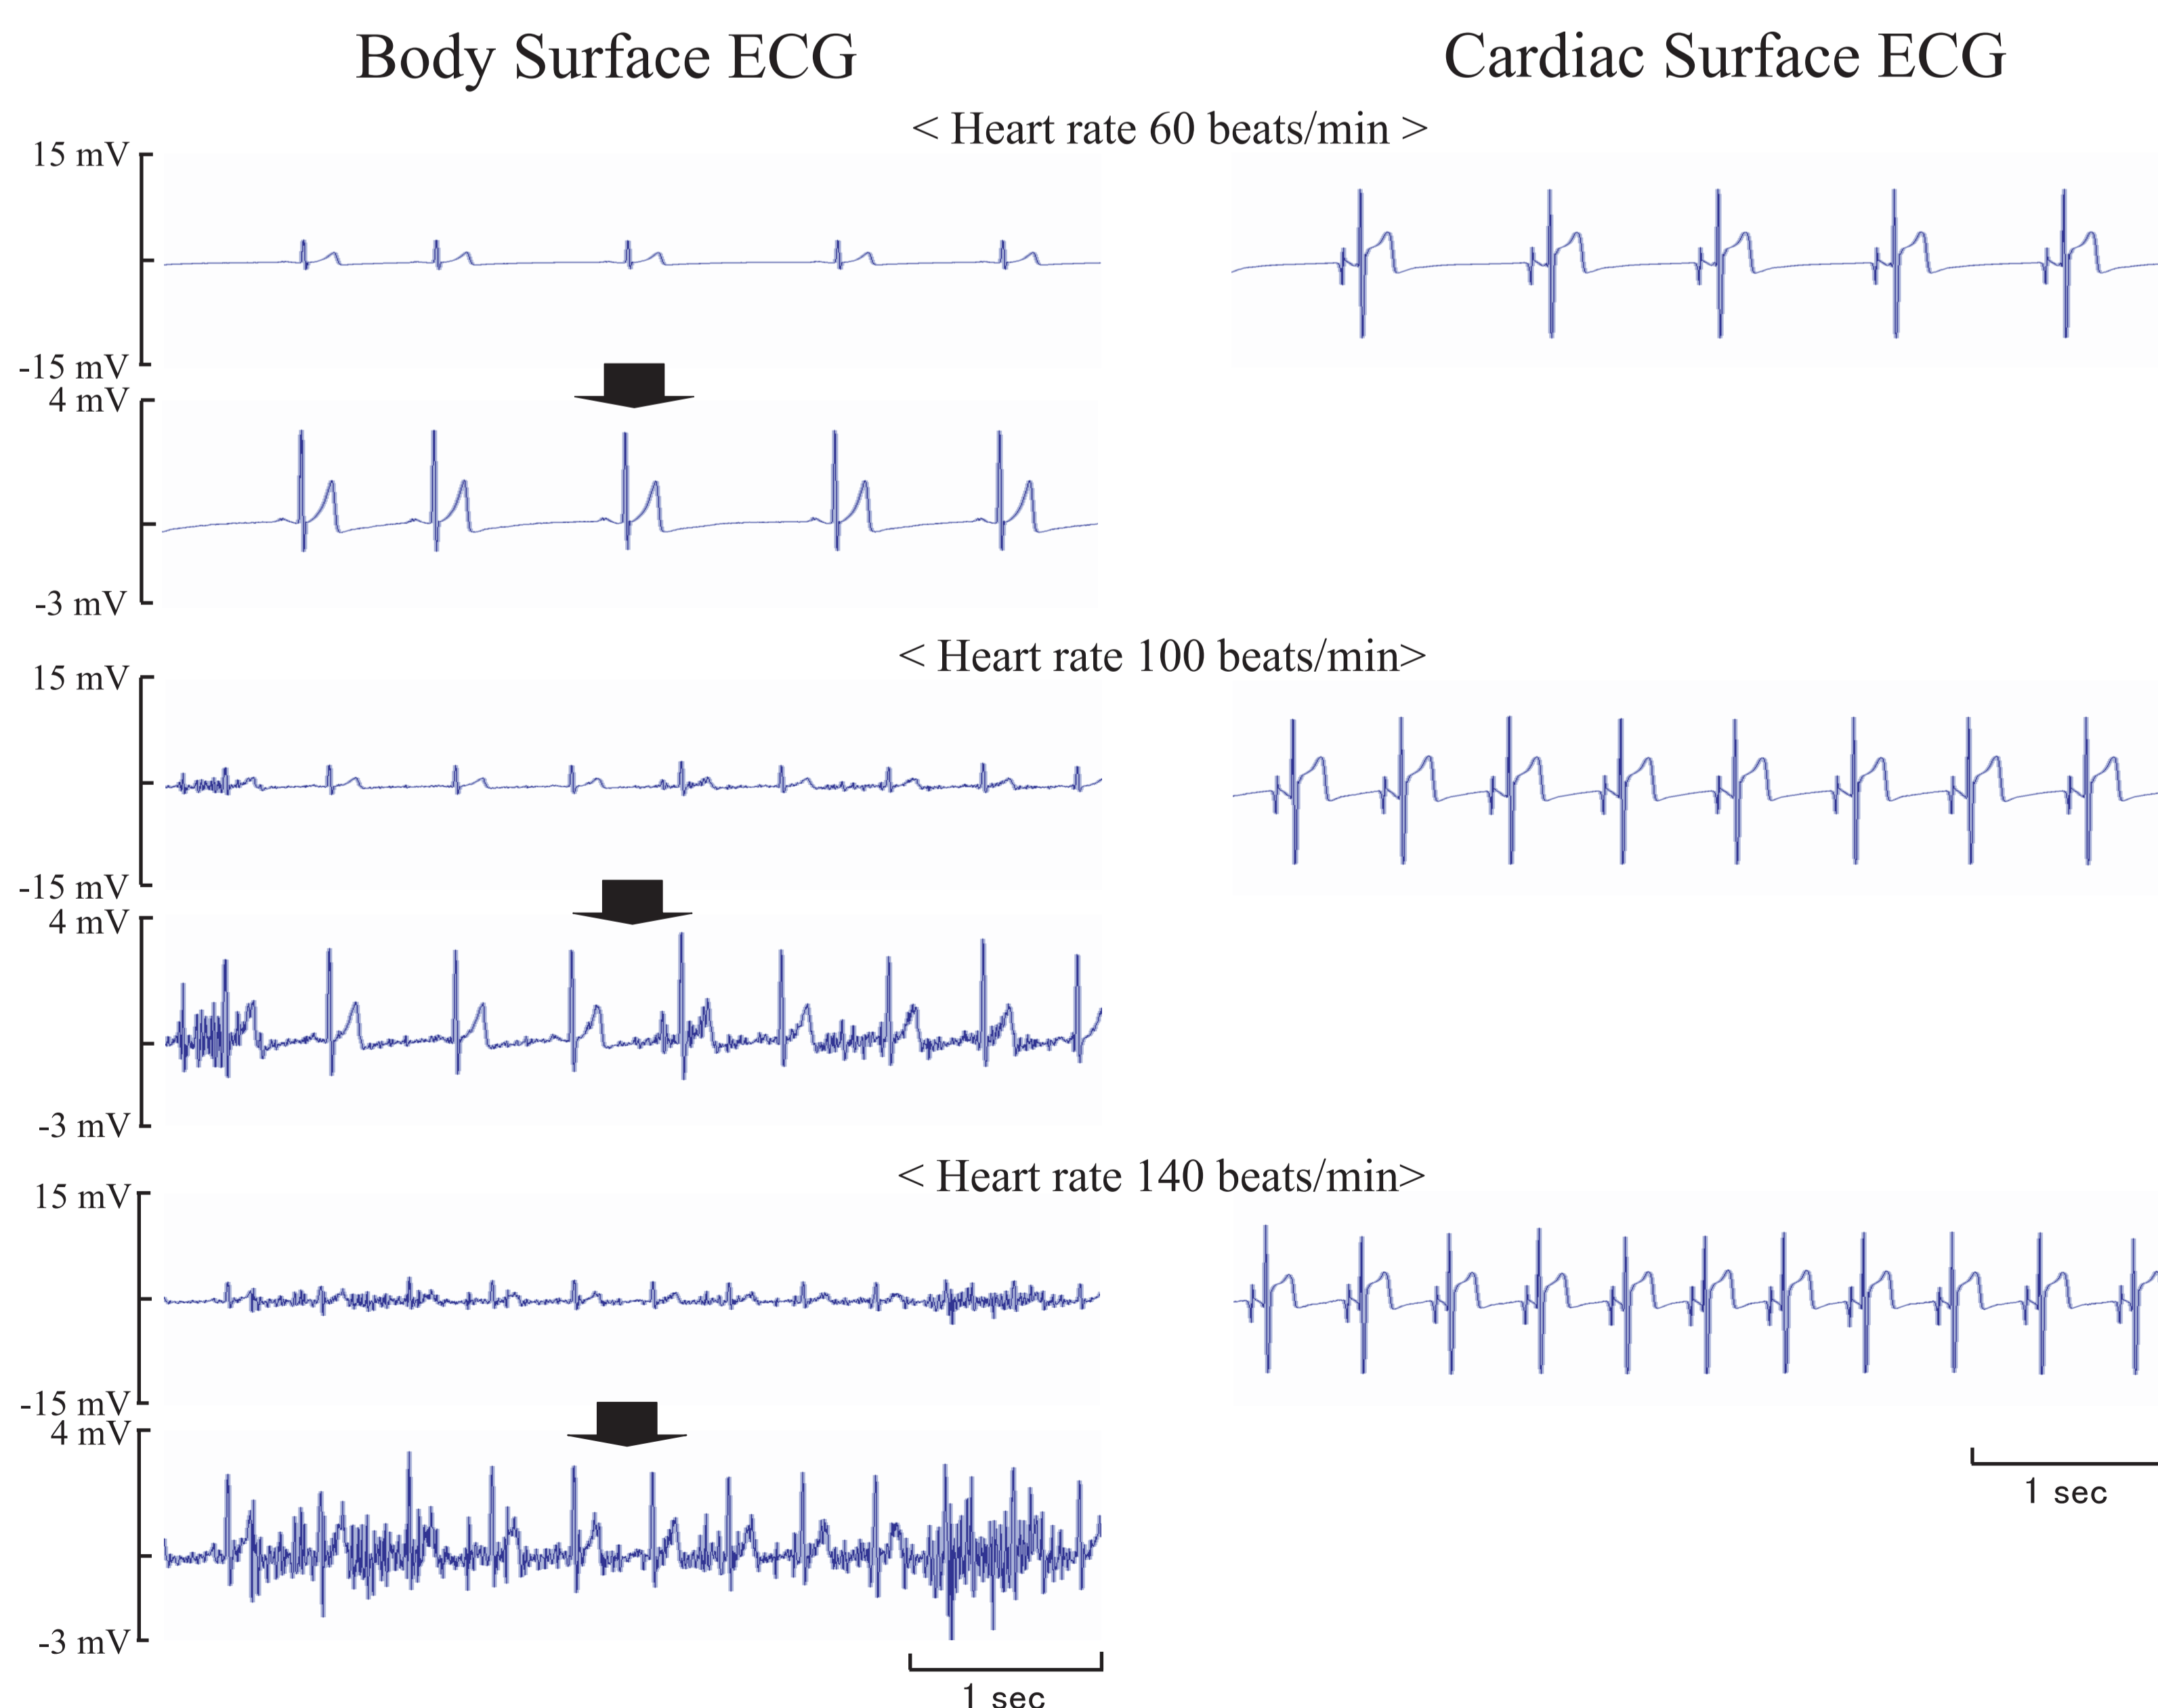 Body Surface ECG
Cardiac Surface ECG
< Heart rate 60 beats/min >
15 mV
-15 mV
4 mV
-3 mV
< Heart rate 100 beats/min>
15 mV
-15 mV
4 mV
-3 mV
< Heart rate 140 beats/min>
15 mV
-15 mV
4 mV
-3 mV
1 sec
1 sec